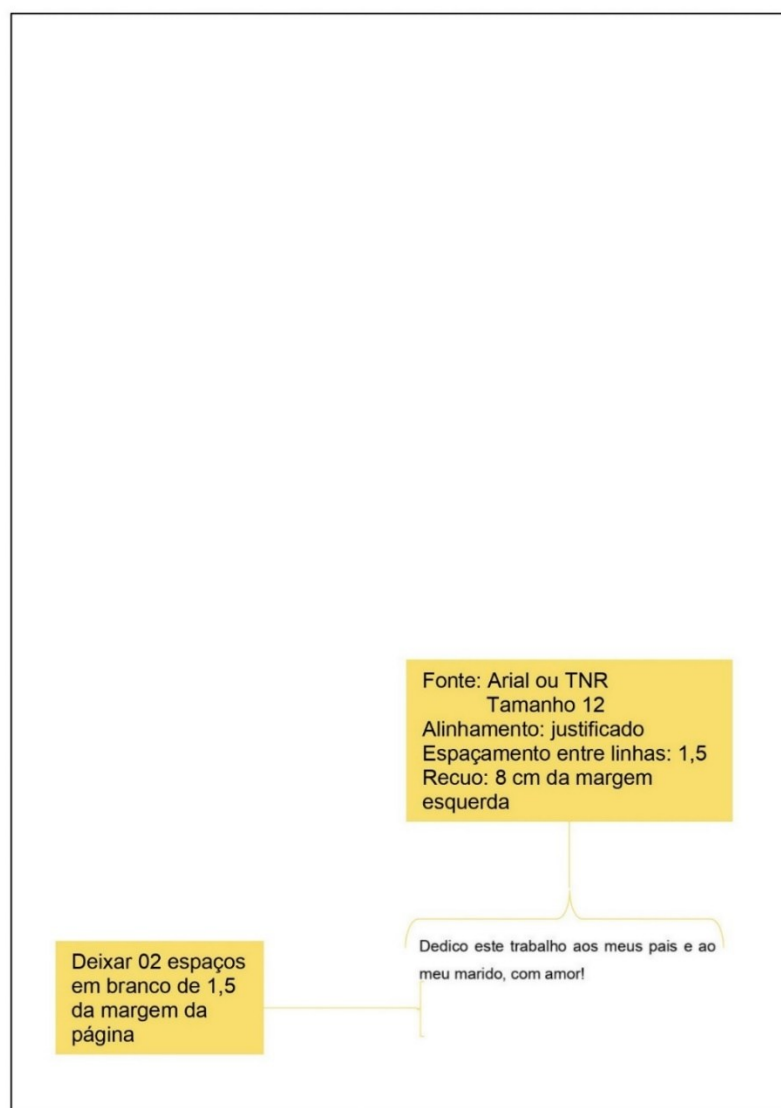 Fonte: Arial ou TNR
Tamanho 12
Alinhamento: justificado
Espaçamento entre linhas: 1,5
Recuo: 8 cm da margem
esquerda
Dedico este trabalho aos meus pais e ao
meu marido, com amor!
Deixar 02 espaços
em branco de 1,5
da margem da
página